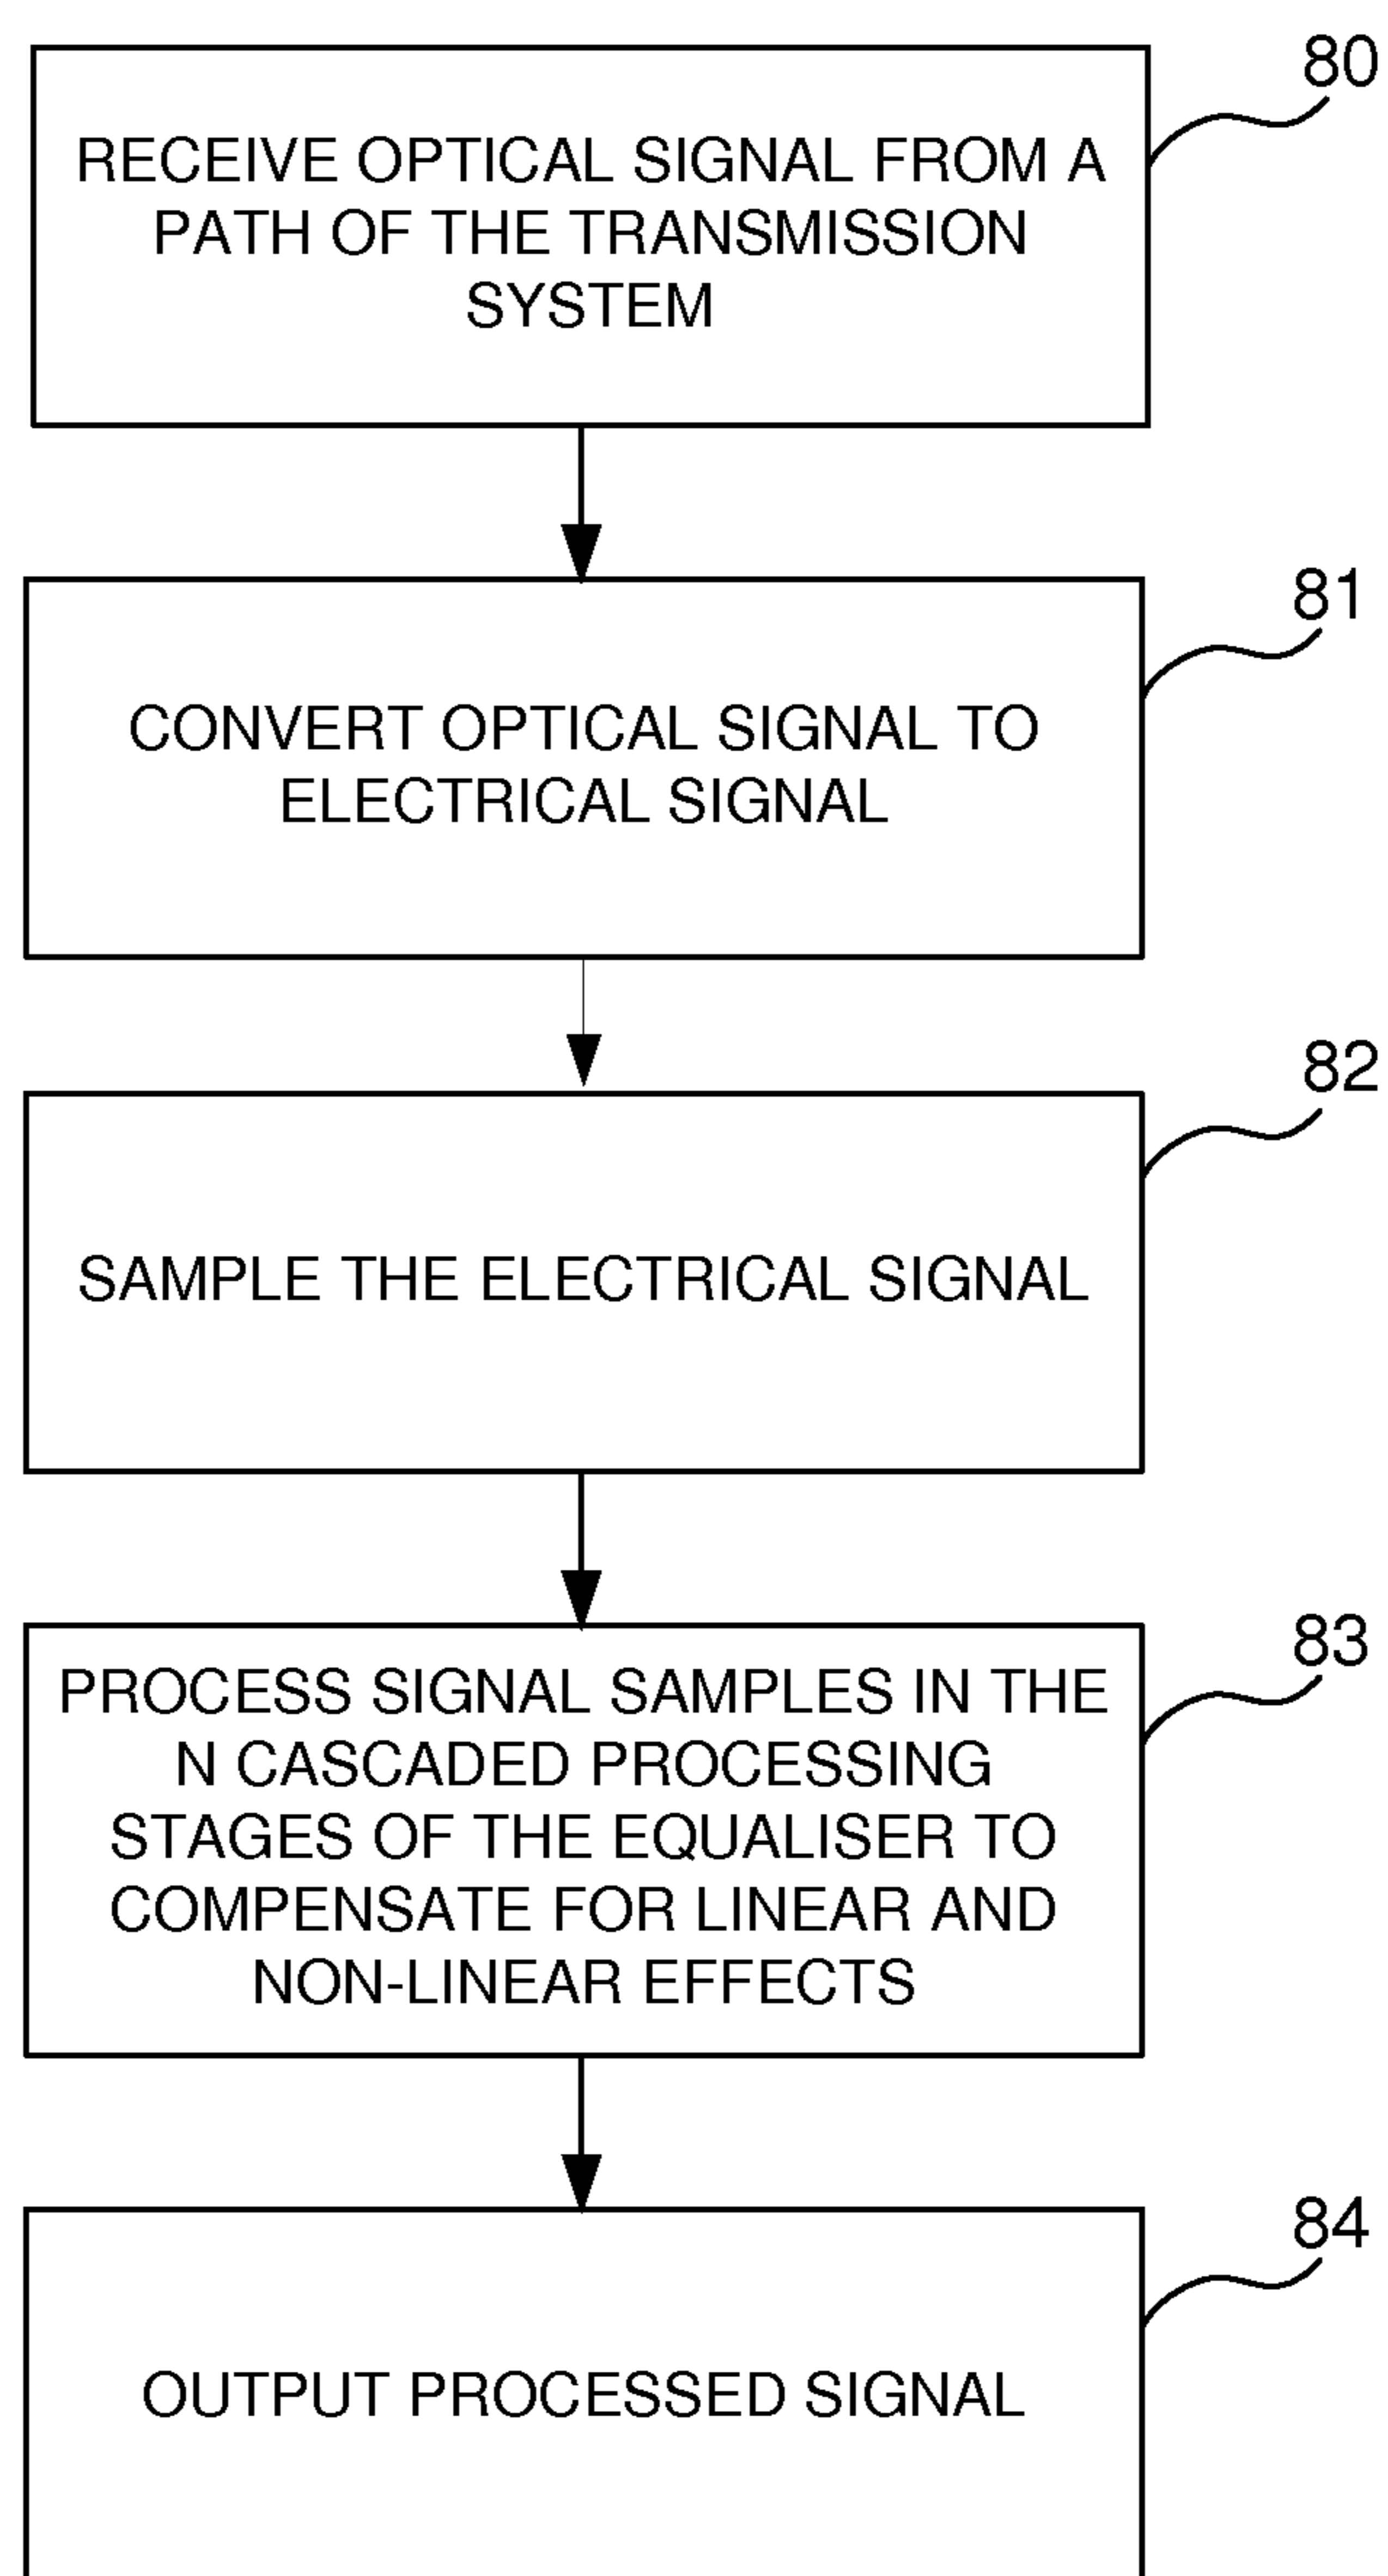 80
RECEIVE OPTICAL SIGNAL FROM A
PATH OF THE TRANSMISSION
SYSTEM
81
CONVERT OPTICAL SIGNAL TO
ELECTRICAL SIGNAL
82
SAMPLE THE ELECTRICAL SIGNAL
83
PROCESS SIGNAL SAMPLES IN THE
N CASCADED PROCESSING
STAGES OF THE EQUALISER TO
COMPENSATE FOR LINEAR AND
NON-LINEAR EFFECTS
84
OUTPUT PROCESSED SIGNAL